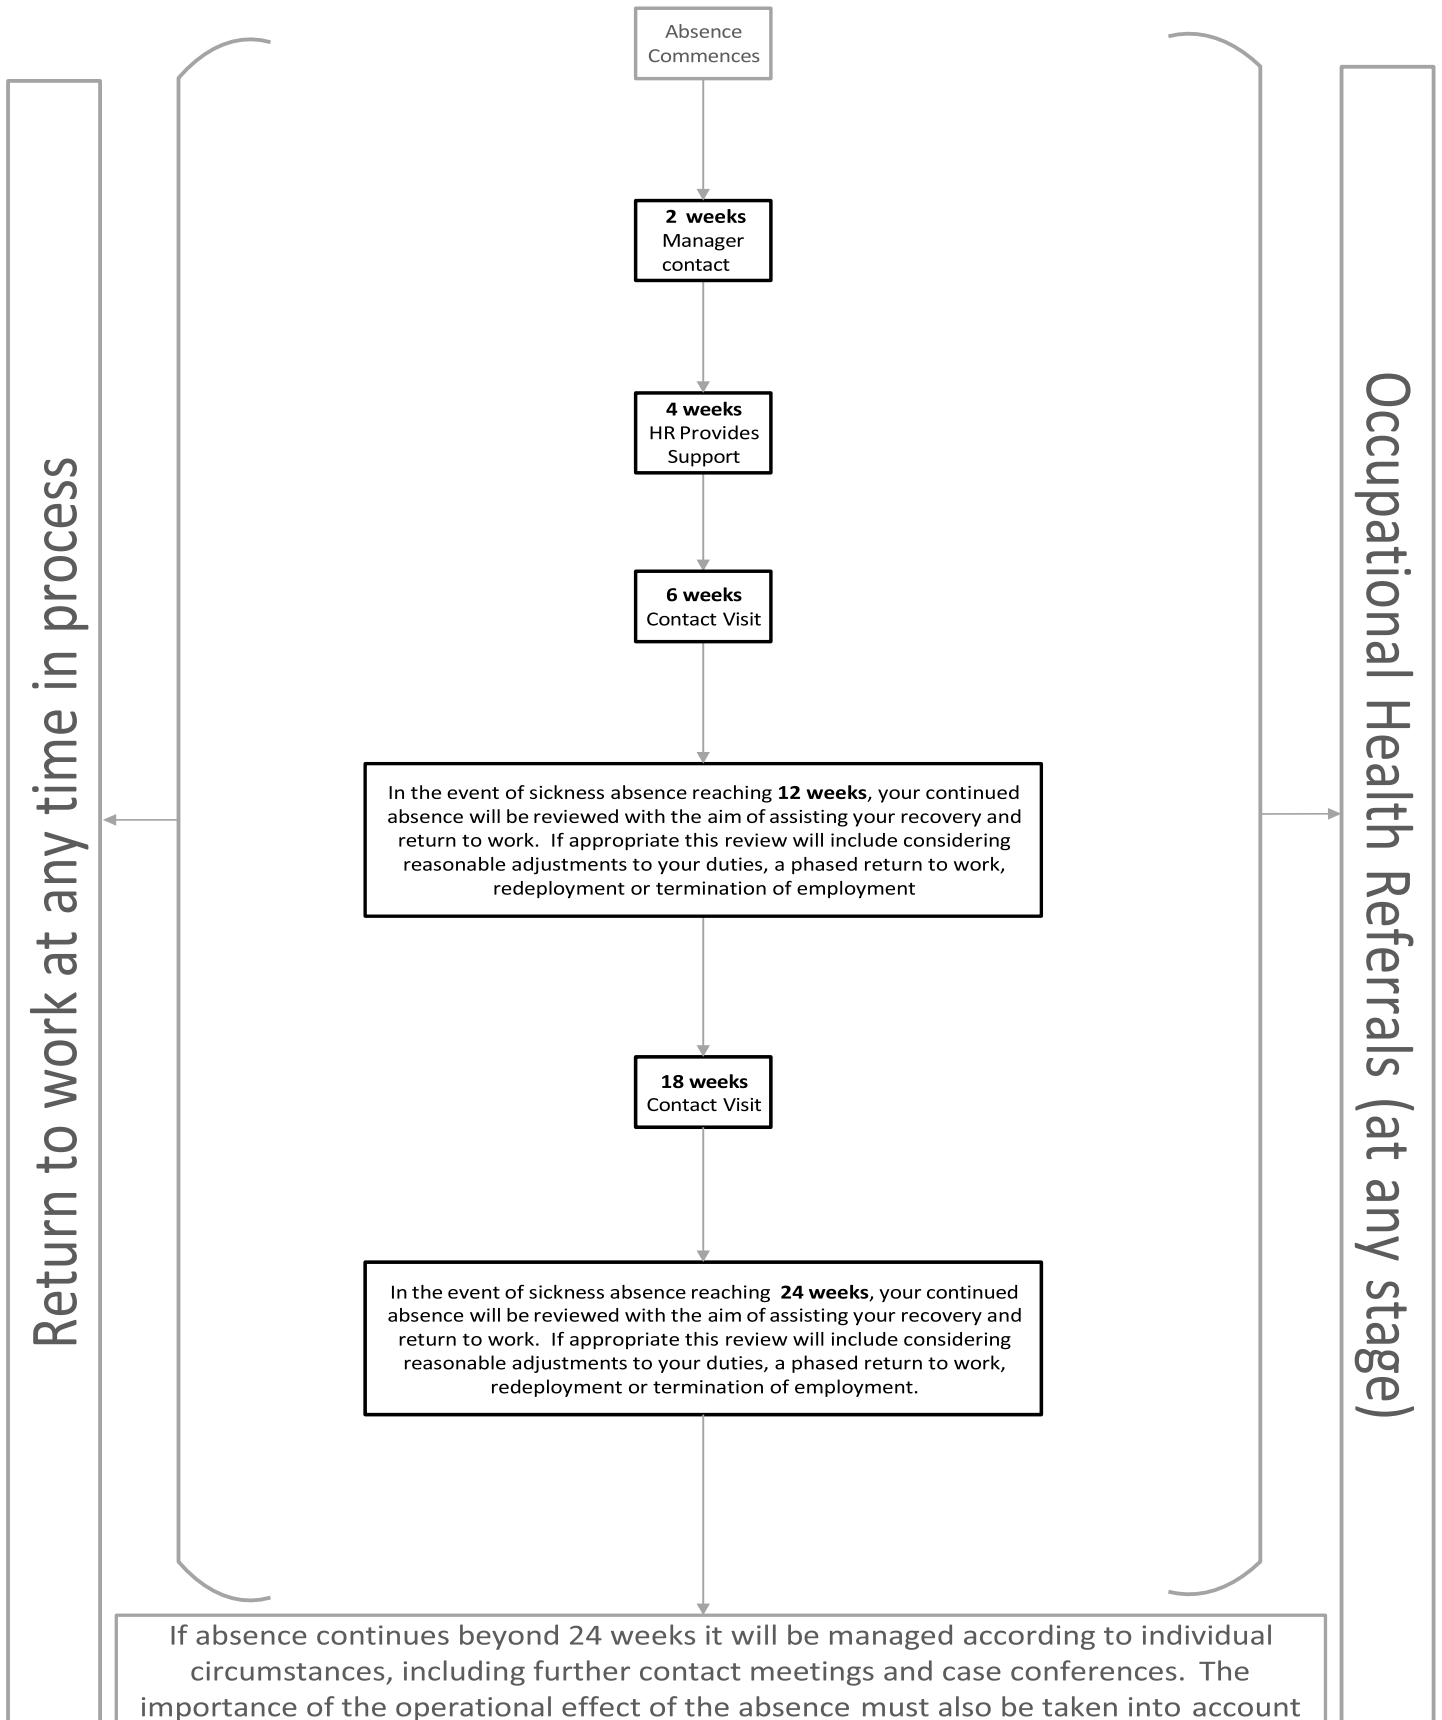 Absence
Commences
2 weeks
Manager
contact
4 weeks
HR Provides
Support
6 weeks
Contact Visit
In the event of sickness absence reaching 12 weeks, your continued
absence will be reviewed with the aim of assisting your recovery and
return to work. If appropriate this review will include considering
reasonable adjustments to your duties, a phased return to work,
redeployment or termination of employment
18 weeks
Contact Visit
In the event of sickness absence reaching 24 weeks, your continued
absence will be reviewed with the aim of assisting your recovery and
return to work. If appropriate this review will include considering
reasonable adjustments to your duties, a phased return to work,
redeployment or termination of employment.
If absence continues beyond 24 weeks it will be managed according to individual
circumstances, including further contact meetings and case conferences. The
importance of the operational effect of the absence must also be taken into account
Return to work at any time in process
Occupational Health Referrals (at any stage)